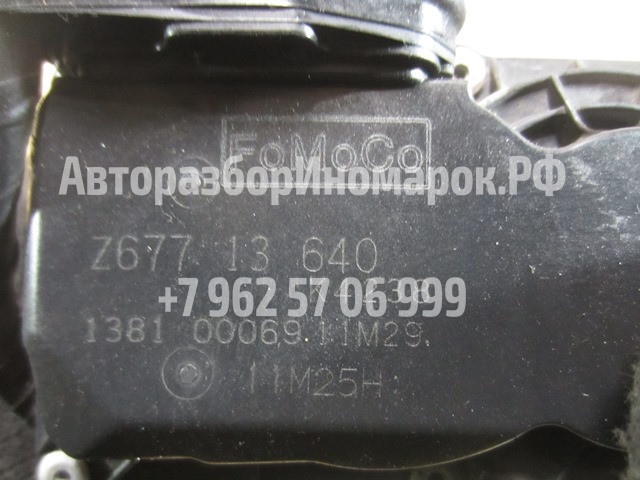 FoMoCo
АвторазборИномарок.РФ
Z677 13 640
+7 962 57 06 999
1381 00069 11M29
11M25H